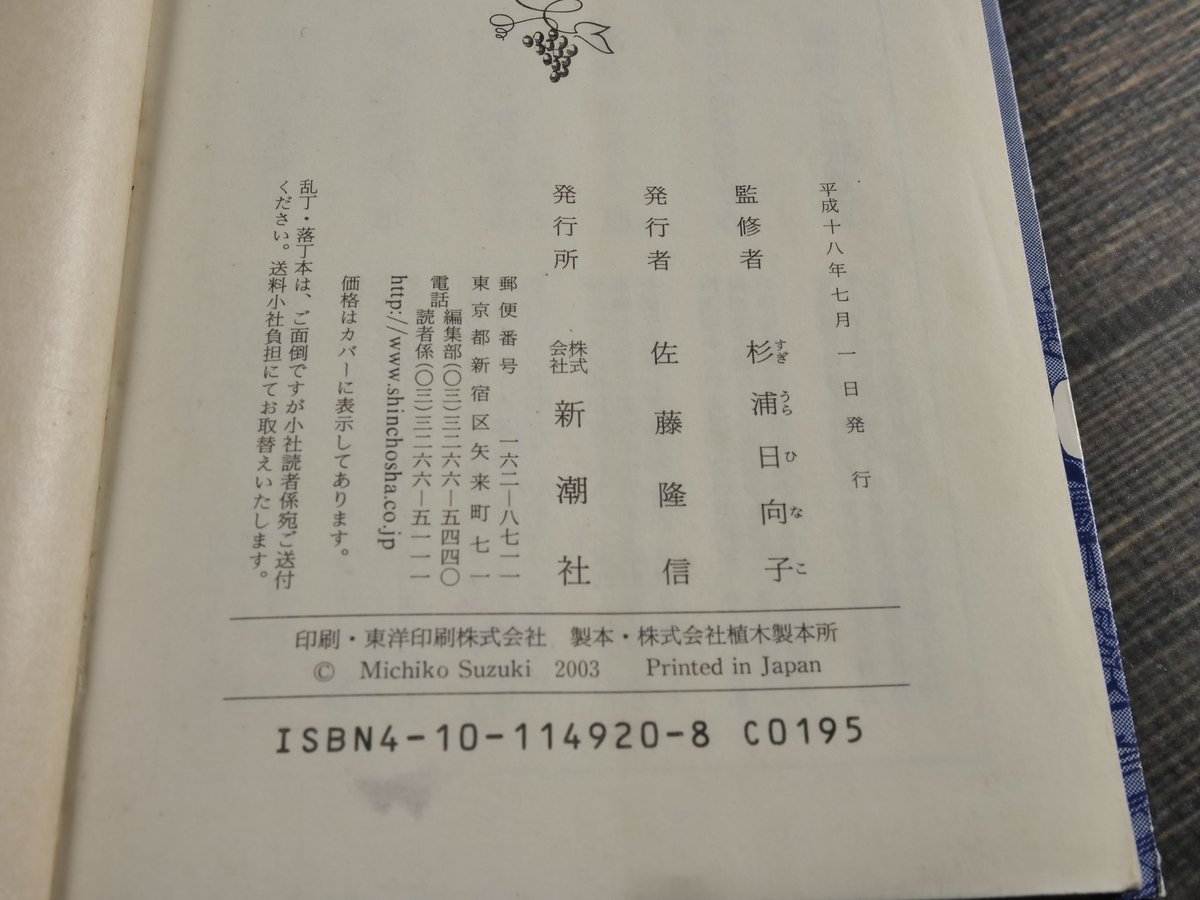 平成十八年七月一日発行
監修者 杉浦日向子
すぎうらひなこ
発行者 佐藤隆信
発行所 株式会社 新潮社
郵便番号 一六二―八七一一
東京都新宿区矢来町七一
電話 編集部(〇三)三二六六―五四四〇
読者係(〇三)三二六六―五一一一
http://www.shinchosha.co.jp
価格はカバーに表示してあります。
乱丁・落丁本は、ご面倒ですが小社読者係宛ご送付
ください。送料小社負担にてお取替えいたします。
印刷・東洋印刷株式会社 製本・株式会社植木製本所
© Michiko Suzuki 2003 Printed in Japan
ISBN4-10-114920-8 C0195